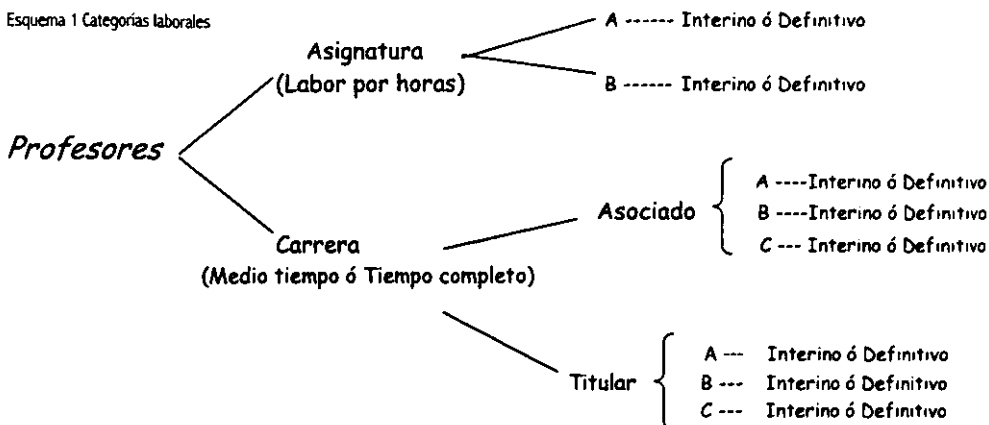 Esquema 1 Categorías laborales
Profesores
Asignatura
(Labor por horas)
A ------ Interino ó Definitivo
B ------ Interino ó Definitivo
Carrera
(Medio tiempo ó Tiempo completo)
Asociado
A ----Interino ó Definitivo
B ----Interino ó Definitivo
C --- Interino ó Definitivo
Titular
A --- Interino ó Definitivo
B --- Interino ó Definitivo
C --- Interino ó Definitivo